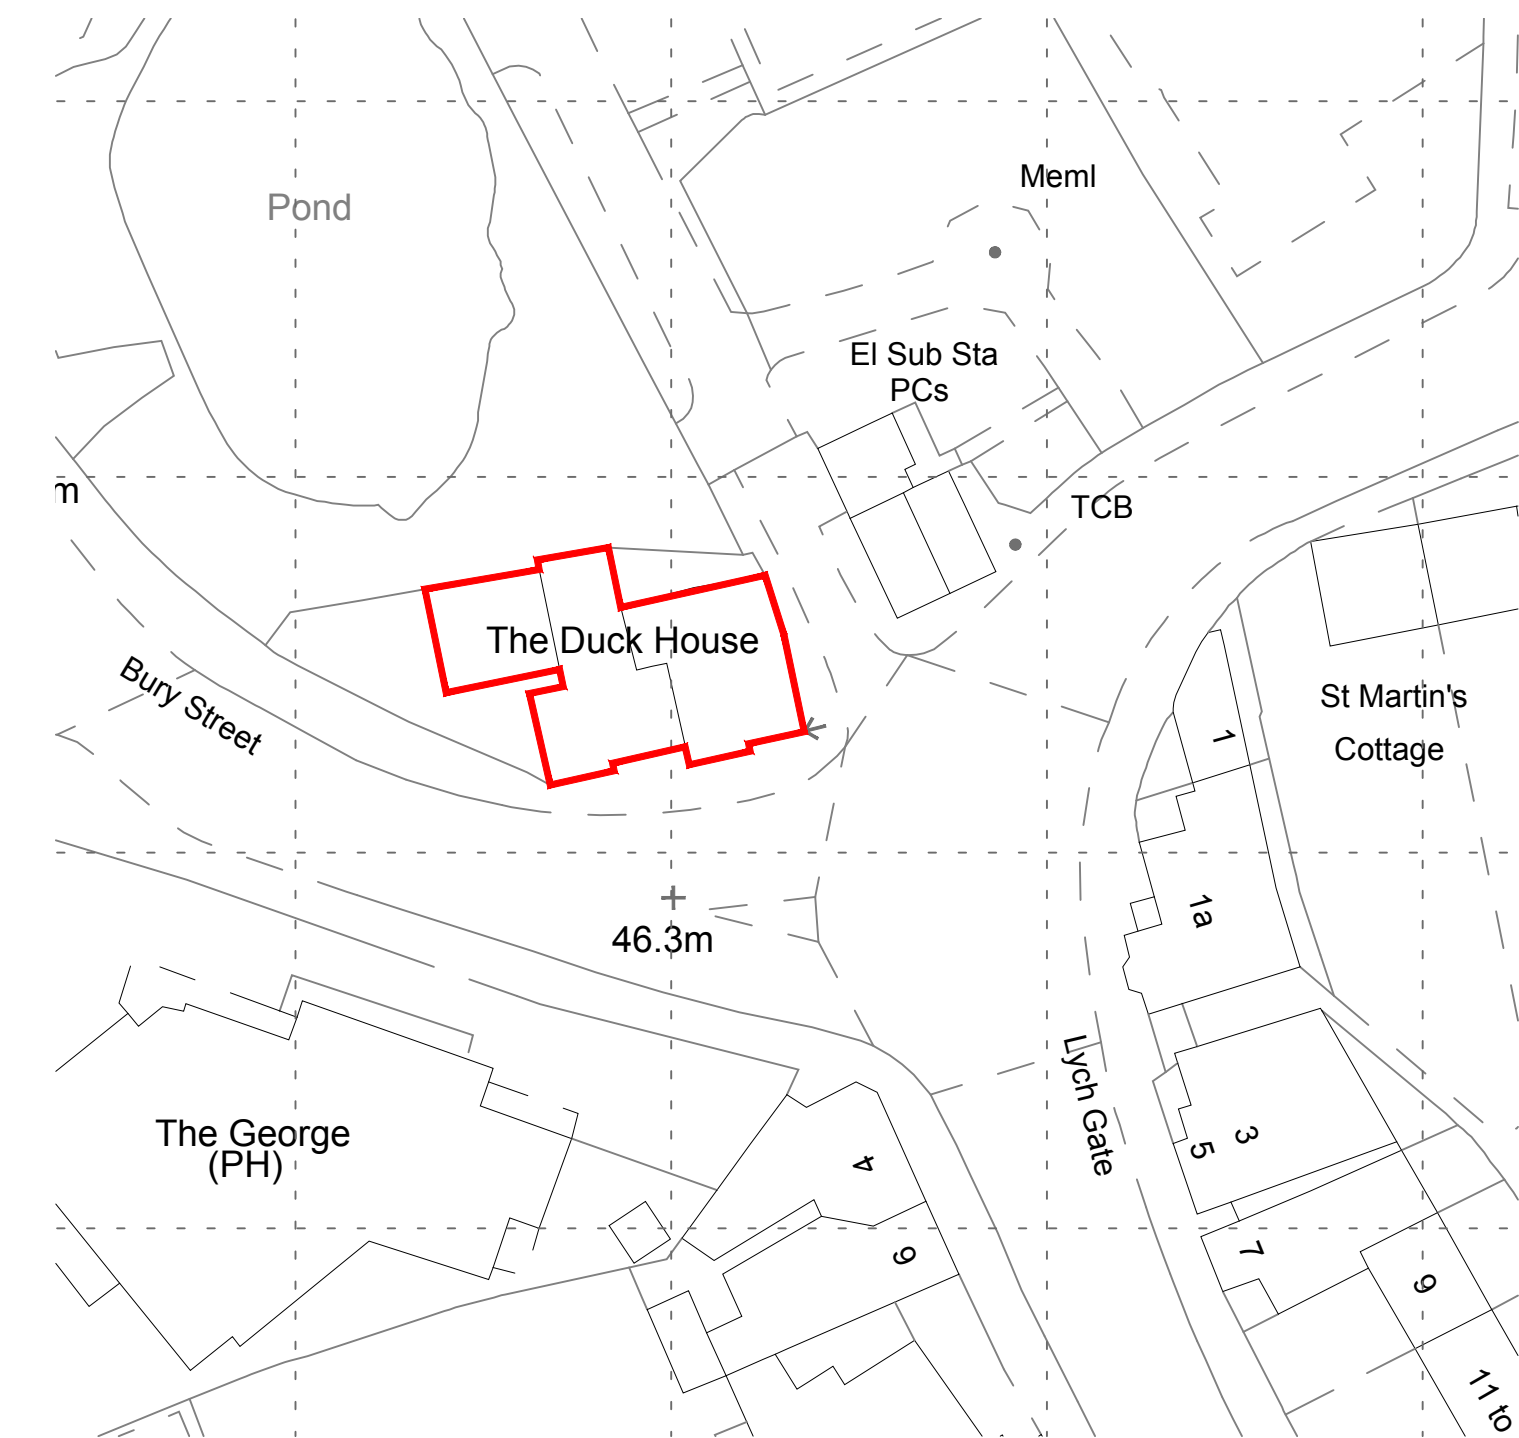 Pond
Meml
El Sub Sta
PCs
m
TCB
The Duck House
Bury Street
St Martin's
Cottage
1
1a
46.3m
Lych Gate
The George
(PH)
4
3
5
6
7
9
11 to